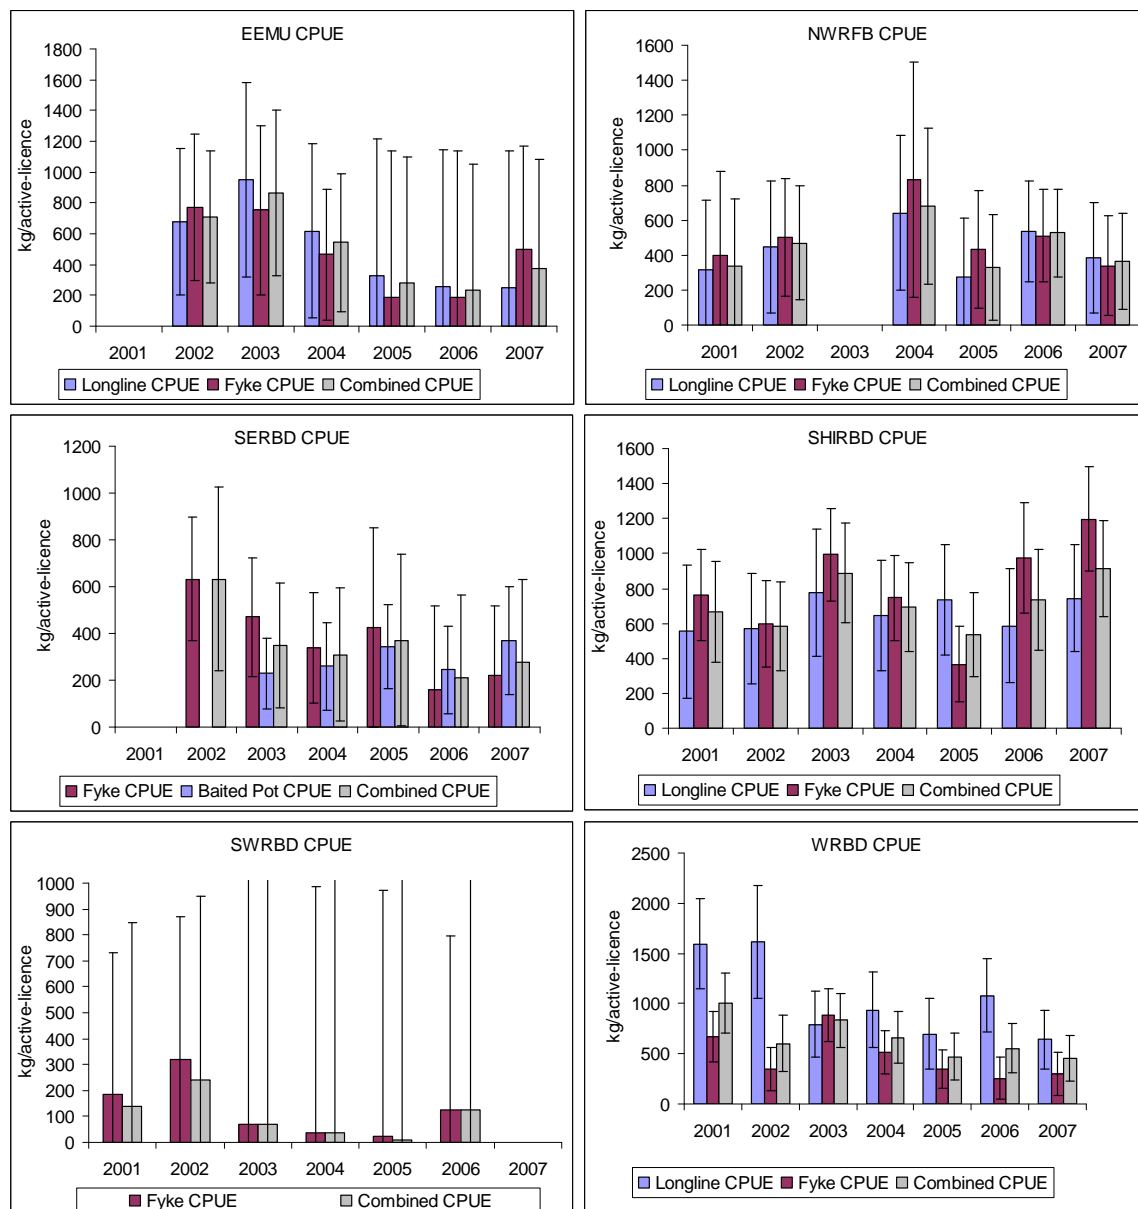 EEMU CPUE
kg/active-licence
1800
1600
1400
1200
1000
800
600
400
200
0
2001 2002 2003 2004 2005 2006 2007
Longline CPUE Fyke CPUE Combined CPUE
NWRFB CPUE
kg/active-licence
1600
1400
1200
1000
800
600
400
200
0
2001 2002 2003 2004 2005 2006 2007
Longline CPUE Fyke CPUE Combined CPUE
SERBD CPUE
kg/active-licence
1200
1000
800
600
400
200
0
2001 2002 2003 2004 2005 2006 2007
Fyke CPUE Baited Pot CPUE Combined CPUE
SHIRBD CPUE
kg/active-licence
1600
1400
1200
1000
800
600
400
200
0
2001 2002 2003 2004 2005 2006 2007
Longline CPUE Fyke CPUE Combined CPUE
SWRBD CPUE
kg/active-licence
1000
900
800
700
600
500
400
300
200
100
0
2001 2002 2003 2004 2005 2006 2007
Fyke CPUE Combined CPUE
WRBD CPUE
kg/active-licence
2500
2000
1500
1000
500
0
2001 2002 2003 2004 2005 2006 2007
Longline CPUE Fyke CPUE Combined CPUE